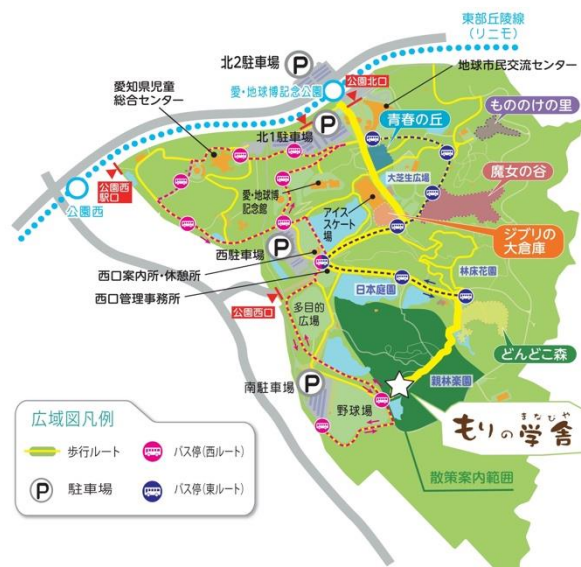 東部丘陵線
(リニモ)
北2駐車場
P
公園北口
地球市民交流センター
愛・地球博記念公園
愛知県児童
総合センター
北1駐車場
P
青春の丘
もののけの里
公園西
駅口
公園西
大芝生広場
魔女の谷
愛・地球博
記念館
アイス
スケート
場
ジブリの
大倉庫
西駐車場
P
西口案内所・休憩所
西口管理事務所
林床花園
日本庭園
公園西口
多目的
広場
どんどこ森
親林楽園
南駐車場
P
野球場
まなびや
もりの学舎
散策案内範囲
広域図凡例
歩行ルート
バス停(西ルート)
P
駐車場
バス停(東ルート)